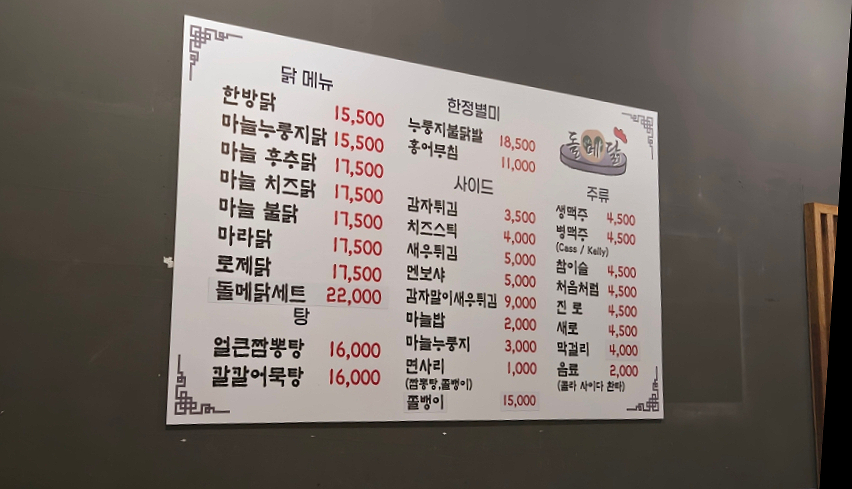 닭 메뉴
한방닭 15,500
마늘누룽지닭 15,500
마늘 후추닭 17,500
마늘 치즈닭 17,500
마늘 불닭 17,500
마라닭 17,500
로제닭 17,500
돌메닭세트 22,000
탕
얼큰짬뽕탕 16,000
칼칼어묵탕 16,000
한정별미
누룽지불닭발 18,500
홍어무침 11,000
사이드
감자튀김 3,500
치즈스틱 4,000
새우튀김 5,000
멘보샤 5,000
감자말이새우튀김 9,000
마늘밥 2,000
마늘누룽지 3,000
면사리 1,000
(짬뽕탕,쫄뱅이)
쫄뱅이 15,000
돌메닭
주류
생맥주 4,500
병맥주 4,500
(Cass / Kelly)
참이슬 4,500
처음처럼 4,500
진 로 4,500
새로 4,500
막걸리 4,000
음료 2,000
(콜라 사이다 환타)